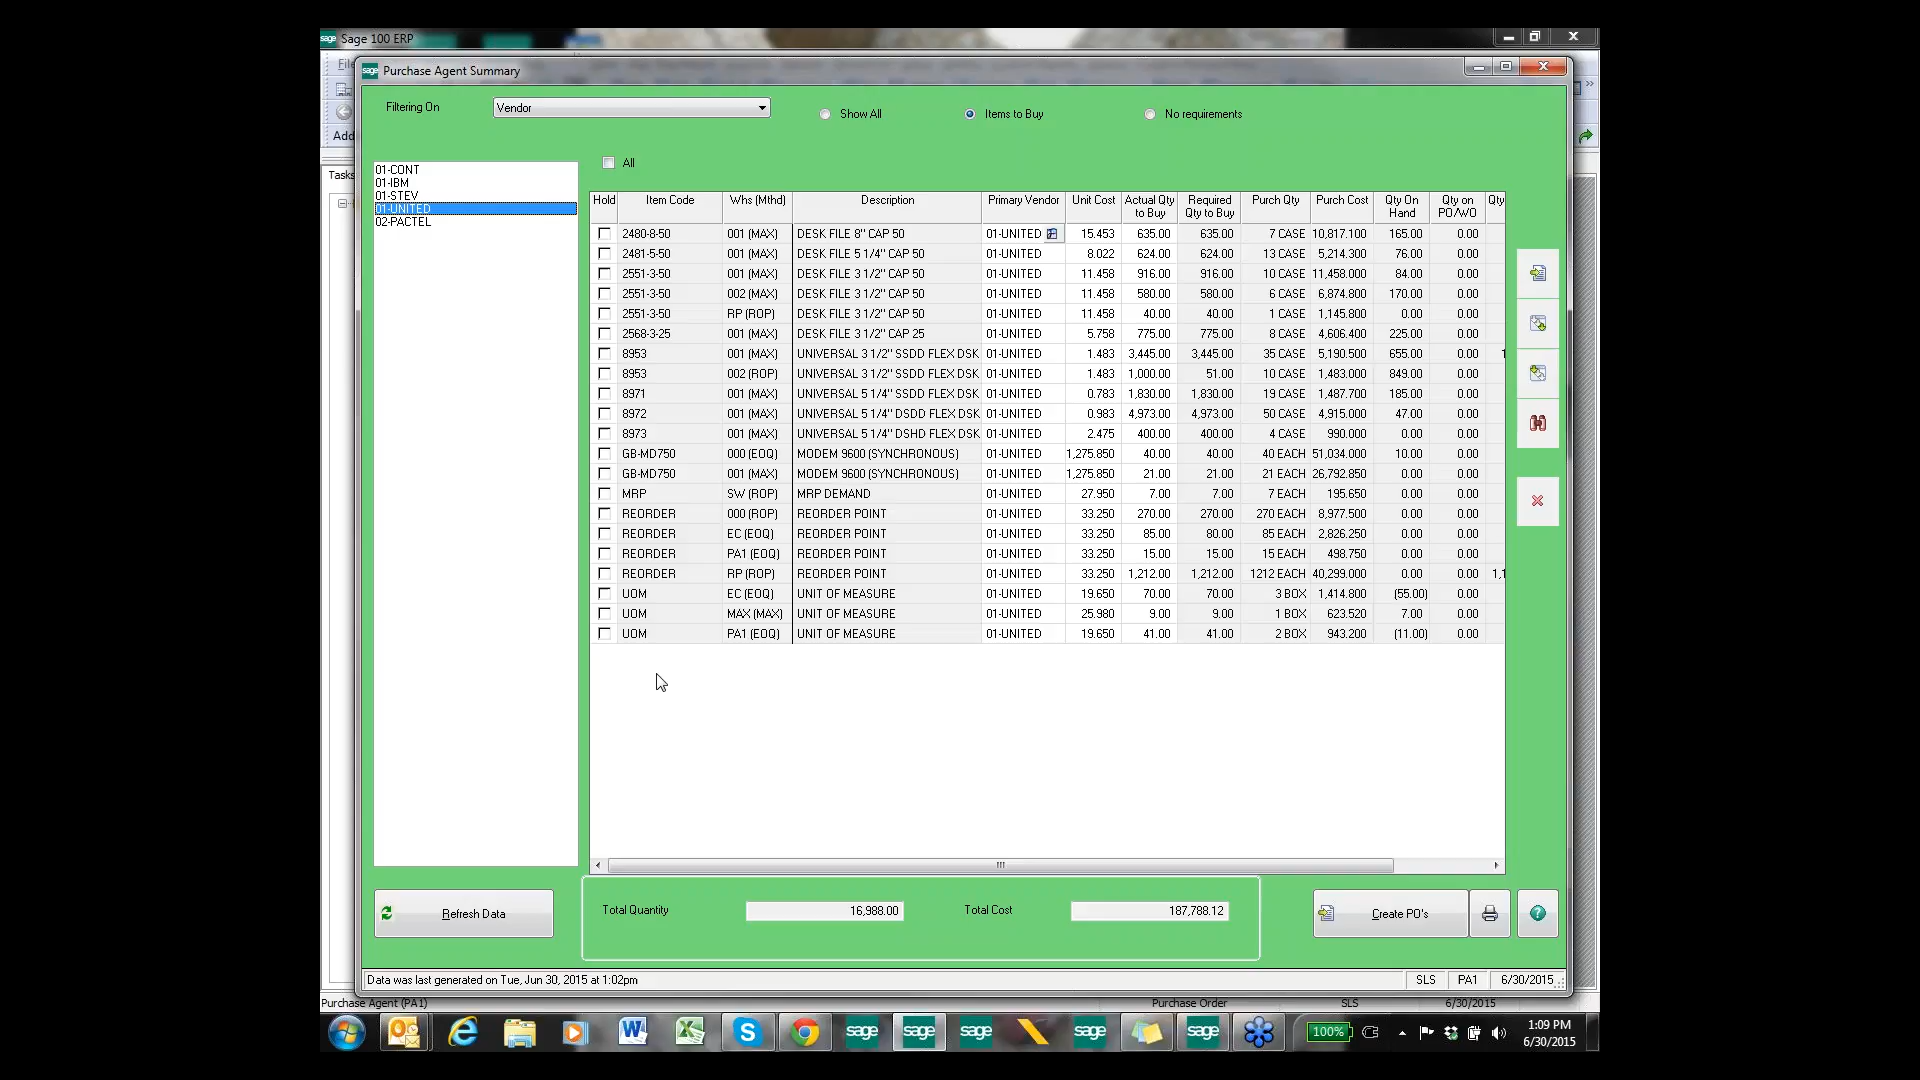 sage Sage 100 ERP
File
sage Purchase Agent Summary
Filtering On Vendor Show All Items to Buy No requirements
Add
All
Tasks
01-CONT
01-IBM
01-STEV
01-UNITED
02-PACTEL
Hold Item Code Whs (Mthd) Description Primary Vendor Unit Cost Actual Qty to Buy Required Qty to Buy Purch Qty Purch Cost Qty On Hand Qty on PO/WO Qty
2480-8-50 001 (MAX) DESK FILE 8" CAP 50 01-UNITED 15.453 635.00 635.00 7 CASE 10,817.100 165.00 0.00
2481-5-50 001 (MAX) DESK FILE 5 1/4" CAP 50 01-UNITED 8.022 624.00 624.00 13 CASE 5,214.300 76.00 0.00
2551-3-50 001 (MAX) DESK FILE 3 1/2" CAP 50 01-UNITED 11.458 916.00 916.00 10 CASE 11,458.000 84.00 0.00
2551-3-50 002 (MAX) DESK FILE 3 1/2" CAP 50 01-UNITED 11.458 580.00 580.00 6 CASE 6,874.800 170.00 0.00
2551-3-50 RP (ROP) DESK FILE 3 1/2" CAP 50 01-UNITED 11.458 40.00 40.00 1 CASE 1,145.800 0.00 0.00
2568-3-25 001 (MAX) DESK FILE 3 1/2" CAP 25 01-UNITED 5.758 775.00 775.00 8 CASE 4,606.400 225.00 0.00
8953 001 (MAX) UNIVERSAL 3 1/2" SSDD FLEX DSK 01-UNITED 1.483 3,445.00 3,445.00 35 CASE 5,190.500 655.00 0.00 1
8953 002 (ROP) UNIVERSAL 3 1/2" SSDD FLEX DSK 01-UNITED 1.483 1,000.00 51.00 10 CASE 1,483.000 849.00 0.00
8971 001 (MAX) UNIVERSAL 5 1/4" SSDD FLEX DSK 01-UNITED 0.783 1,830.00 1,830.00 19 CASE 1,487.700 185.00 0.00
8972 001 (MAX) UNIVERSAL 5 1/4" DSDD FLEX DSK 01-UNITED 0.983 4,973.00 4,973.00 50 CASE 4,915.000 47.00 0.00
8973 001 (MAX) UNIVERSAL 5 1/4" DSHD FLEX DSK 01-UNITED 2.475 400.00 400.00 4 CASE 990.000 0.00 0.00
GB-MD750 000 (EOQ) MODEM 9600 (SYNCHRONOUS) 01-UNITED 1,275.850 40.00 40.00 40 EACH 51,034.000 10.00 0.00
GB-MD750 001 (MAX) MODEM 9600 (SYNCHRONOUS) 01-UNITED 1,275.850 21.00 21.00 21 EACH 26,792.850 0.00 0.00
MRP SW (ROP) MRP DEMAND 01-UNITED 27.950 7.00 7.00 7 EACH 195.650 0.00 0.00
REORDER 000 (ROP) REORDER POINT 01-UNITED 33.250 270.00 270.00 270 EACH 8,977.500 0.00 0.00
REORDER EC (EOQ) REORDER POINT 01-UNITED 33.250 85.00 80.00 85 EACH 2,826.250 0.00 0.00
REORDER PA1 (EOQ) REORDER POINT 01-UNITED 33.250 15.00 15.00 15 EACH 498.750 0.00 0.00
REORDER RP (ROP) REORDER POINT 01-UNITED 33.250 1,212.00 1,212.00 1212 EACH 40,299.000 0.00 0.00 1,1
UOM EC (EOQ) UNIT OF MEASURE 01-UNITED 19.650 70.00 70.00 3 BOX 1,414.800 (55.00) 0.00
UOM MAX (MAX) UNIT OF MEASURE 01-UNITED 25.980 9.00 9.00 1 BOX 623.520 7.00 0.00
UOM PA1 (EOQ) UNIT OF MEASURE 01-UNITED 19.650 41.00 41.00 2 BOX 943.200 (11.00) 0.00
Refresh Data Total Quantity 16,988.00 Total Cost 187,788.12 Create PO's
Data was last generated on Tue, Jun 30, 2015 at 1:02pm SLS PA1 6/30/2015
Purchase Agent (PA1) Purchase Order SLS 6/30/2015
sage sage sage sage sage 100% 1:09 PM
6/30/2015